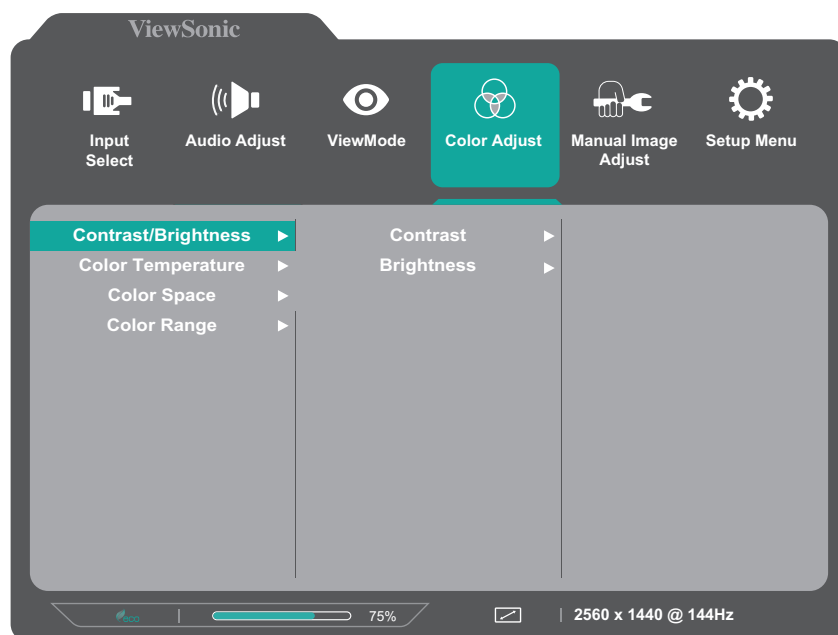 ViewSonic
Input
Select
Audio Adjust
ViewMode
Color Adjust
Manual Image
Adjust
Setup Menu
Contrast/Brightness
Color Temperature
Color Space
Color Range
Contrast
Brightness
eco
75%
2560 x 1440 @ 144Hz